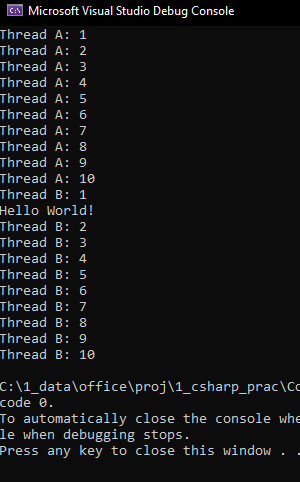 Microsoft Visual Studio Debug Console
Thread A: 1
Thread A: 2
Thread A: 3
Thread A: 4
Thread A: 5
Thread A: 6
Thread A: 7
Thread A: 8
Thread A: 9
Thread A: 10
Thread B: 1
Hello World!
Thread B: 2
Thread B: 3
Thread B: 4
Thread B: 5
Thread B: 6
Thread B: 7
Thread B: 8
Thread B: 9
Thread B: 10
C:\1_data\office\proj\1_csharp_prac\Co
code 0.
To automatically close the console whe
le when debugging stops.
Press any key to close this window . .